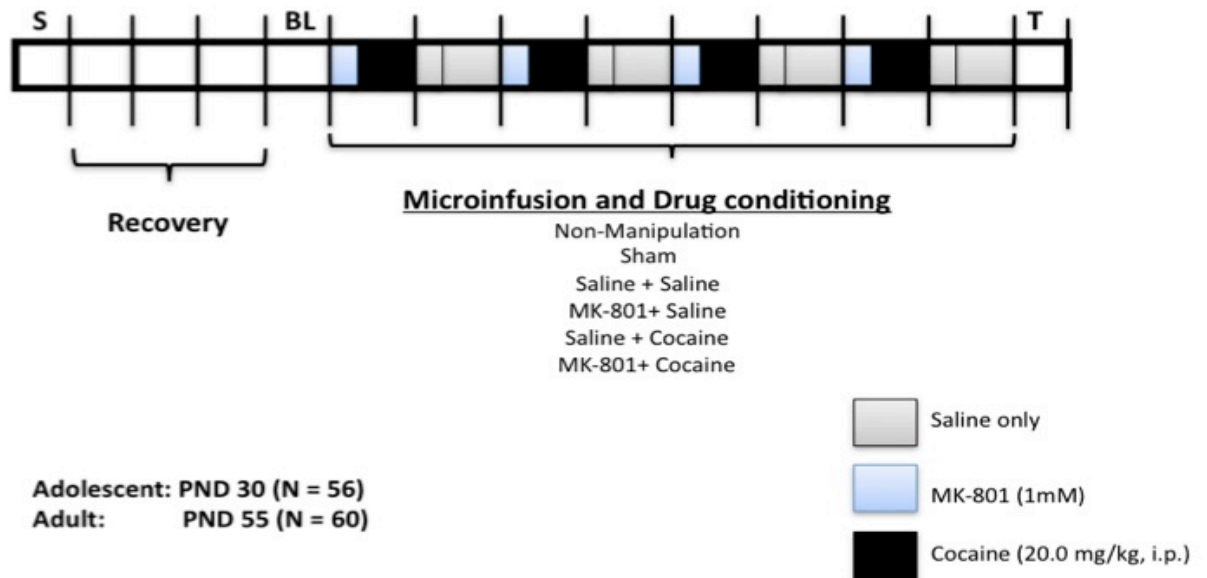 S BL T
Recovery
Microinfusion and Drug conditioning
Non-Manipulation
Sham
Saline + Saline
MK-801+ Saline
Saline + Cocaine
MK-801+ Cocaine
Saline only
MK-801 (1mM)
Cocaine (20.0 mg/kg, i.p.)
Adolescent: PND 30 (N = 56)
Adult: PND 55 (N = 60)